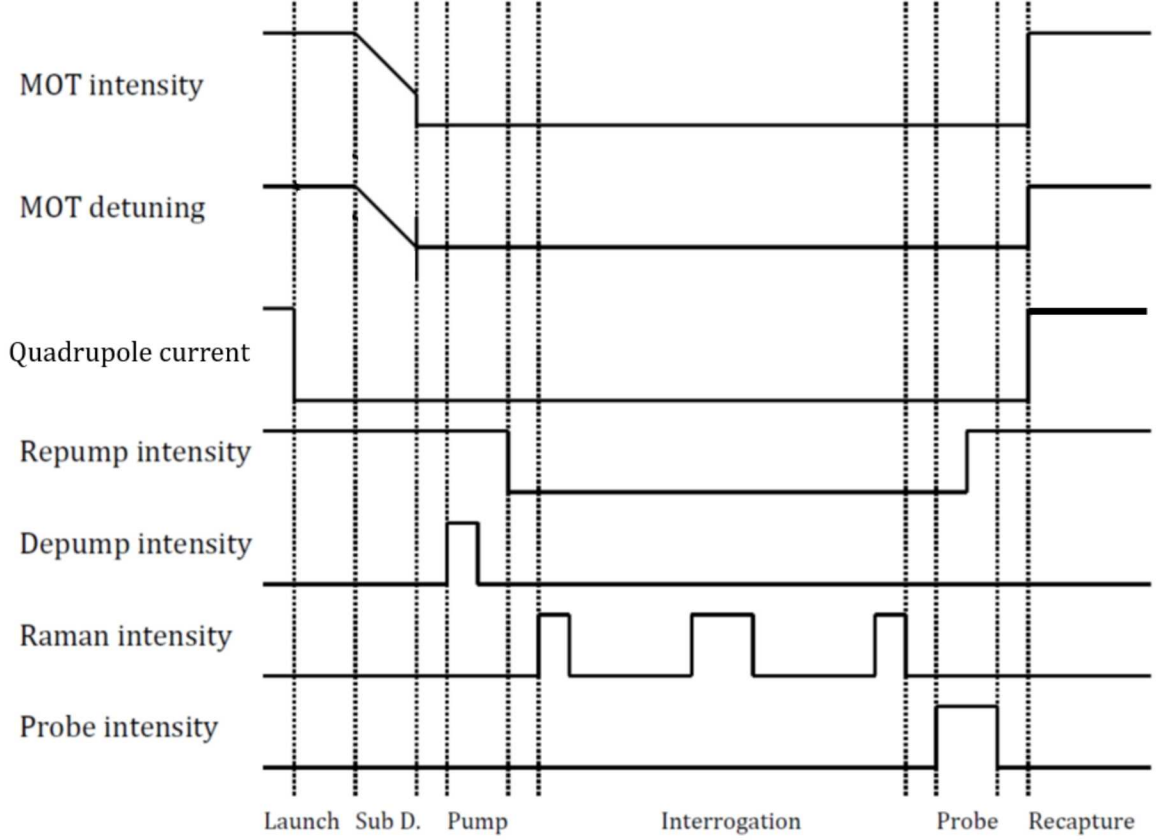 MOT intensity
MOT detuning
Quadrupole current
Repump intensity
Depump intensity
Raman intensity
Probe intensity
Launch Sub D. Pump Interrogation Probe Recapture